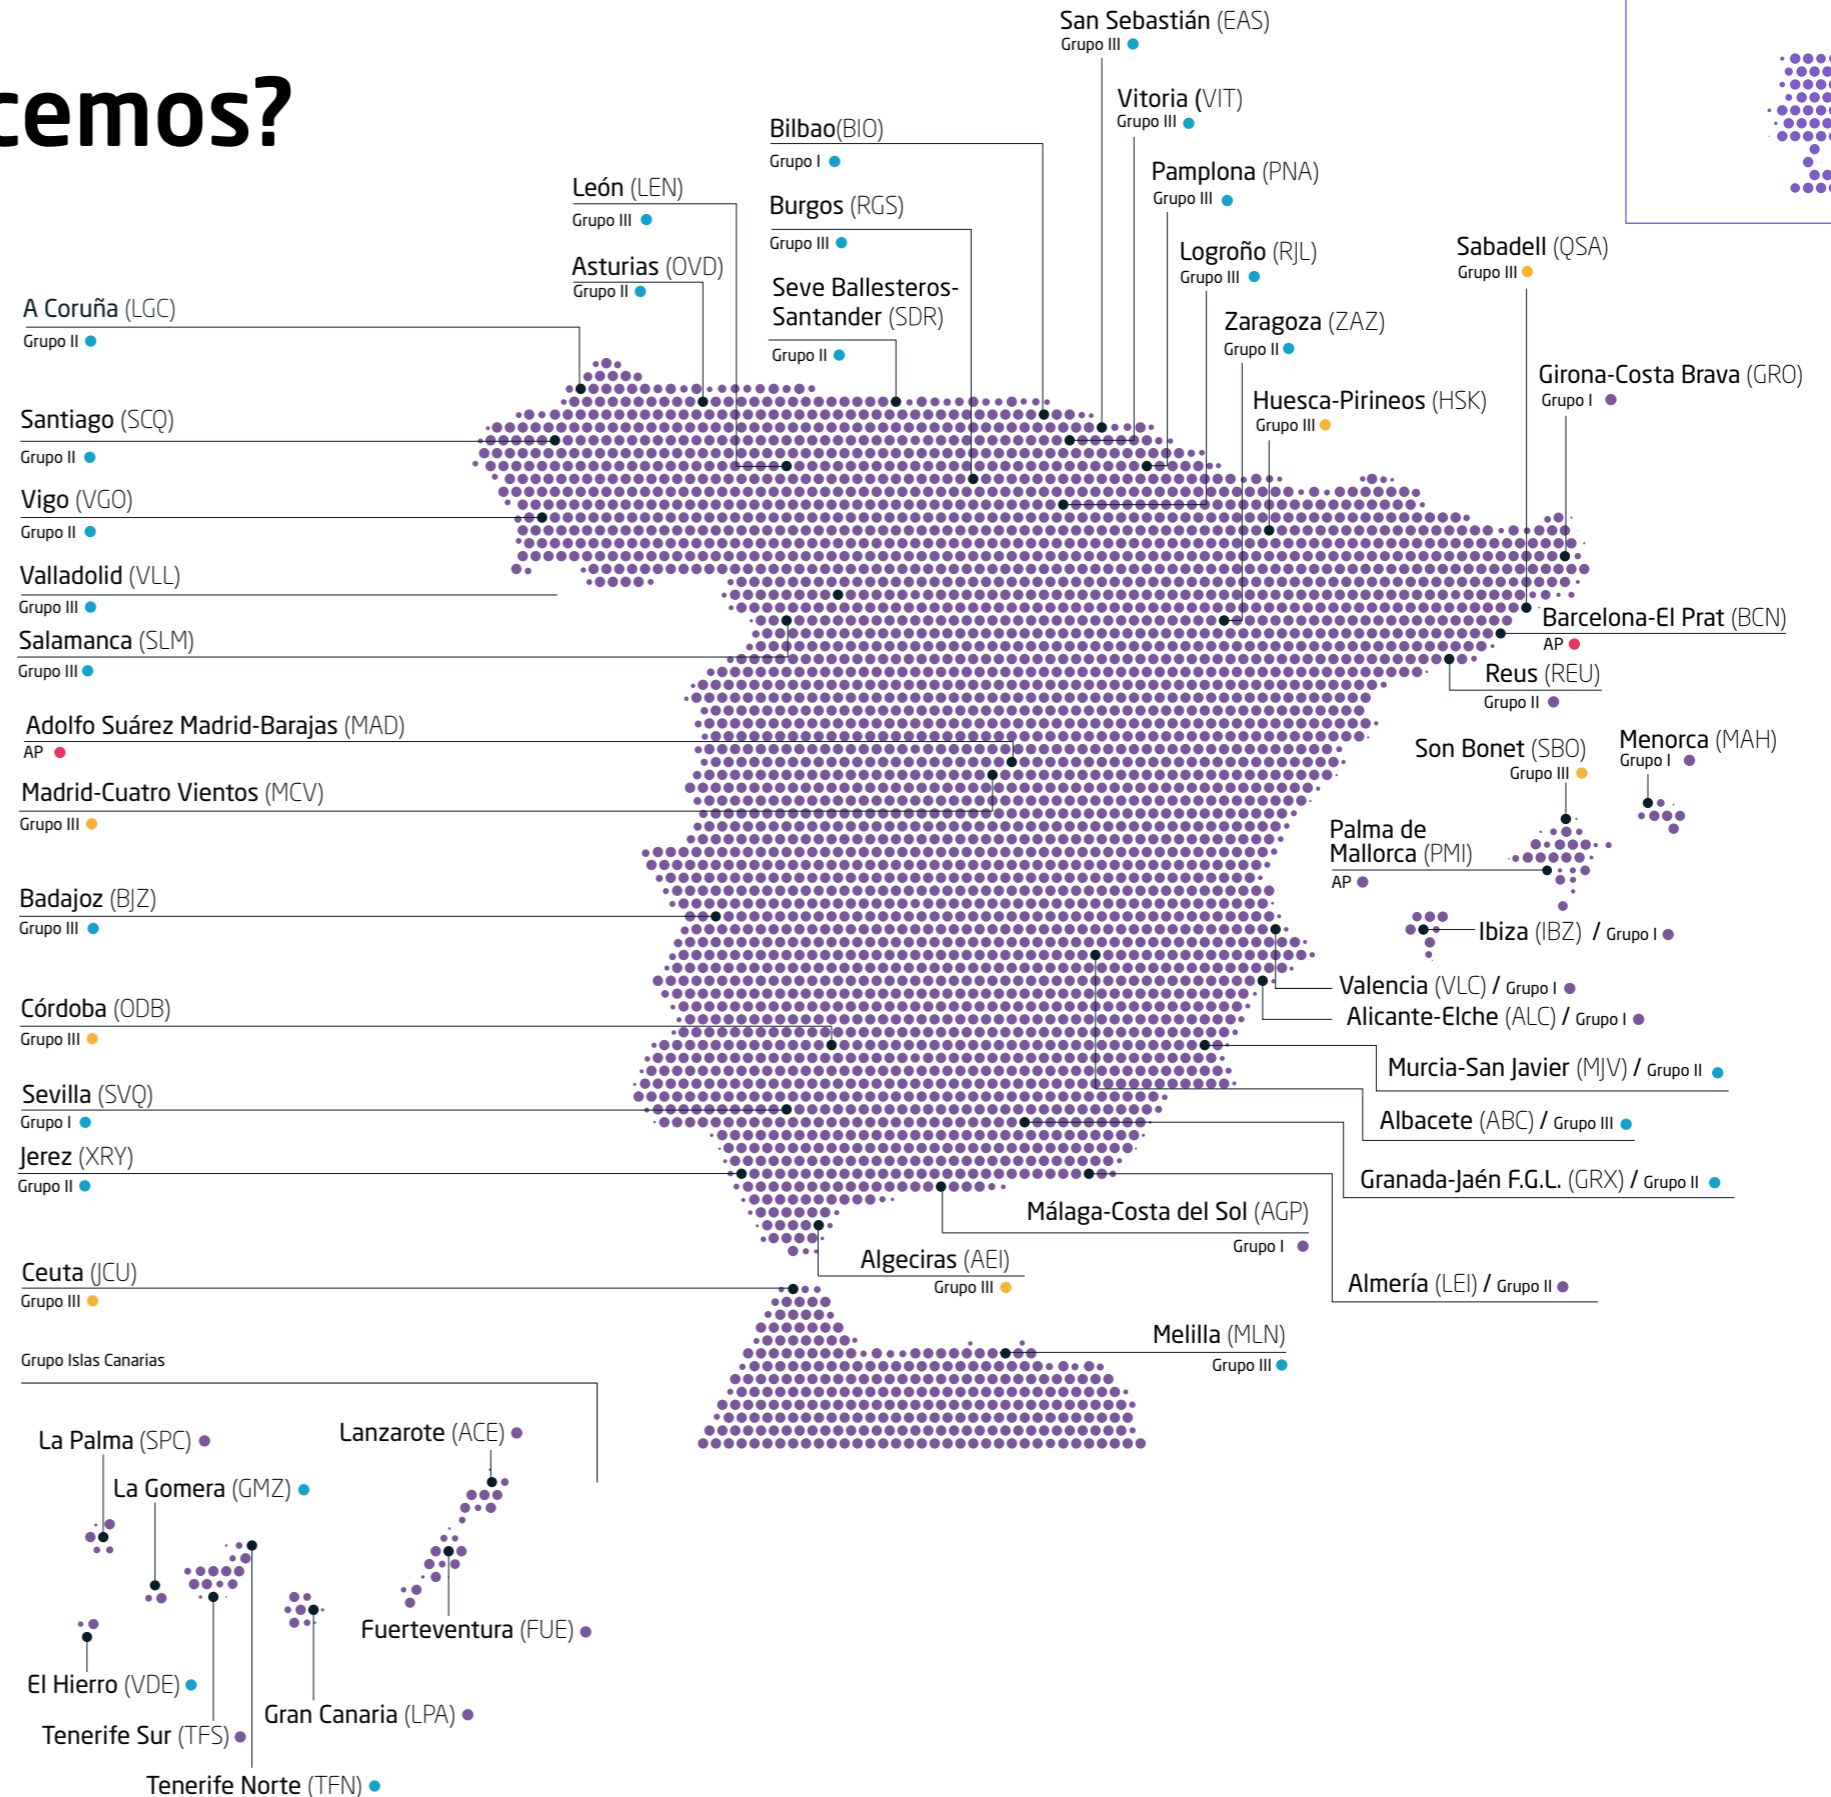 cemos?
San Sebastián (EAS)
Grupo III
Vitoria (VIT)
Grupo III
Bilbao(BIO)
Grupo I
Pamplona (PNA)
Grupo III
León (LEN)
Grupo III
Burgos (RGS)
Grupo III
Logroño (RJL)
Grupo III
Sabadell (QSA)
Grupo III
Asturias (OVD)
Grupo II
Seve Ballesteros-
Santander (SDR)
Grupo II
A Coruña (LGC)
Grupo II
Zaragoza (ZAZ)
Grupo II
Girona-Costa Brava (GRO)
Grupo I
Huesca-Pirineos (HSK)
Grupo III
Santiago (SCQ)
Grupo II
Vigo (VGO)
Grupo II
Valladolid (VLL)
Grupo III
Salamanca (SLM)
Grupo III
Barcelona-El Prat (BCN)
AP
Reus (REU)
Grupo II
Adolfo Suárez Madrid-Barajas (MAD)
AP
Son Bonet (SBO)
Grupo III
Menorca (MAH)
Grupo I
Madrid-Cuatro Vientos (MCV)
Grupo III
Palma de
Mallorca (PMI)
AP
Badajoz (BJZ)
Grupo III
Ibiza (IBZ) / Grupo I
Valencia (VLC) / Grupo I
Alicante-Elche (ALC) / Grupo I
Córdoba (ODB)
Grupo III
Murcia-San Javier (MJV) / Grupo II
Sevilla (SVQ)
Grupo I
Albacete (ABC) / Grupo III
Jerez (XRY)
Grupo II
Granada-Jaén F.G.L. (GRX) / Grupo II
Málaga-Costa del Sol (AGP)
Grupo I
Algeciras (AEI)
Grupo III
Almería (LEI) / Grupo II
Ceuta (JCU)
Grupo III
Melilla (MLN)
Grupo III
Grupo Islas Canarias
La Palma (SPC)
Lanzarote (ACE)
La Gomera (GMZ)
Fuerteventura (FUE)
El Hierro (VDE)
Gran Canaria (LPA)
Tenerife Sur (TFS)
Tenerife Norte (TFN)